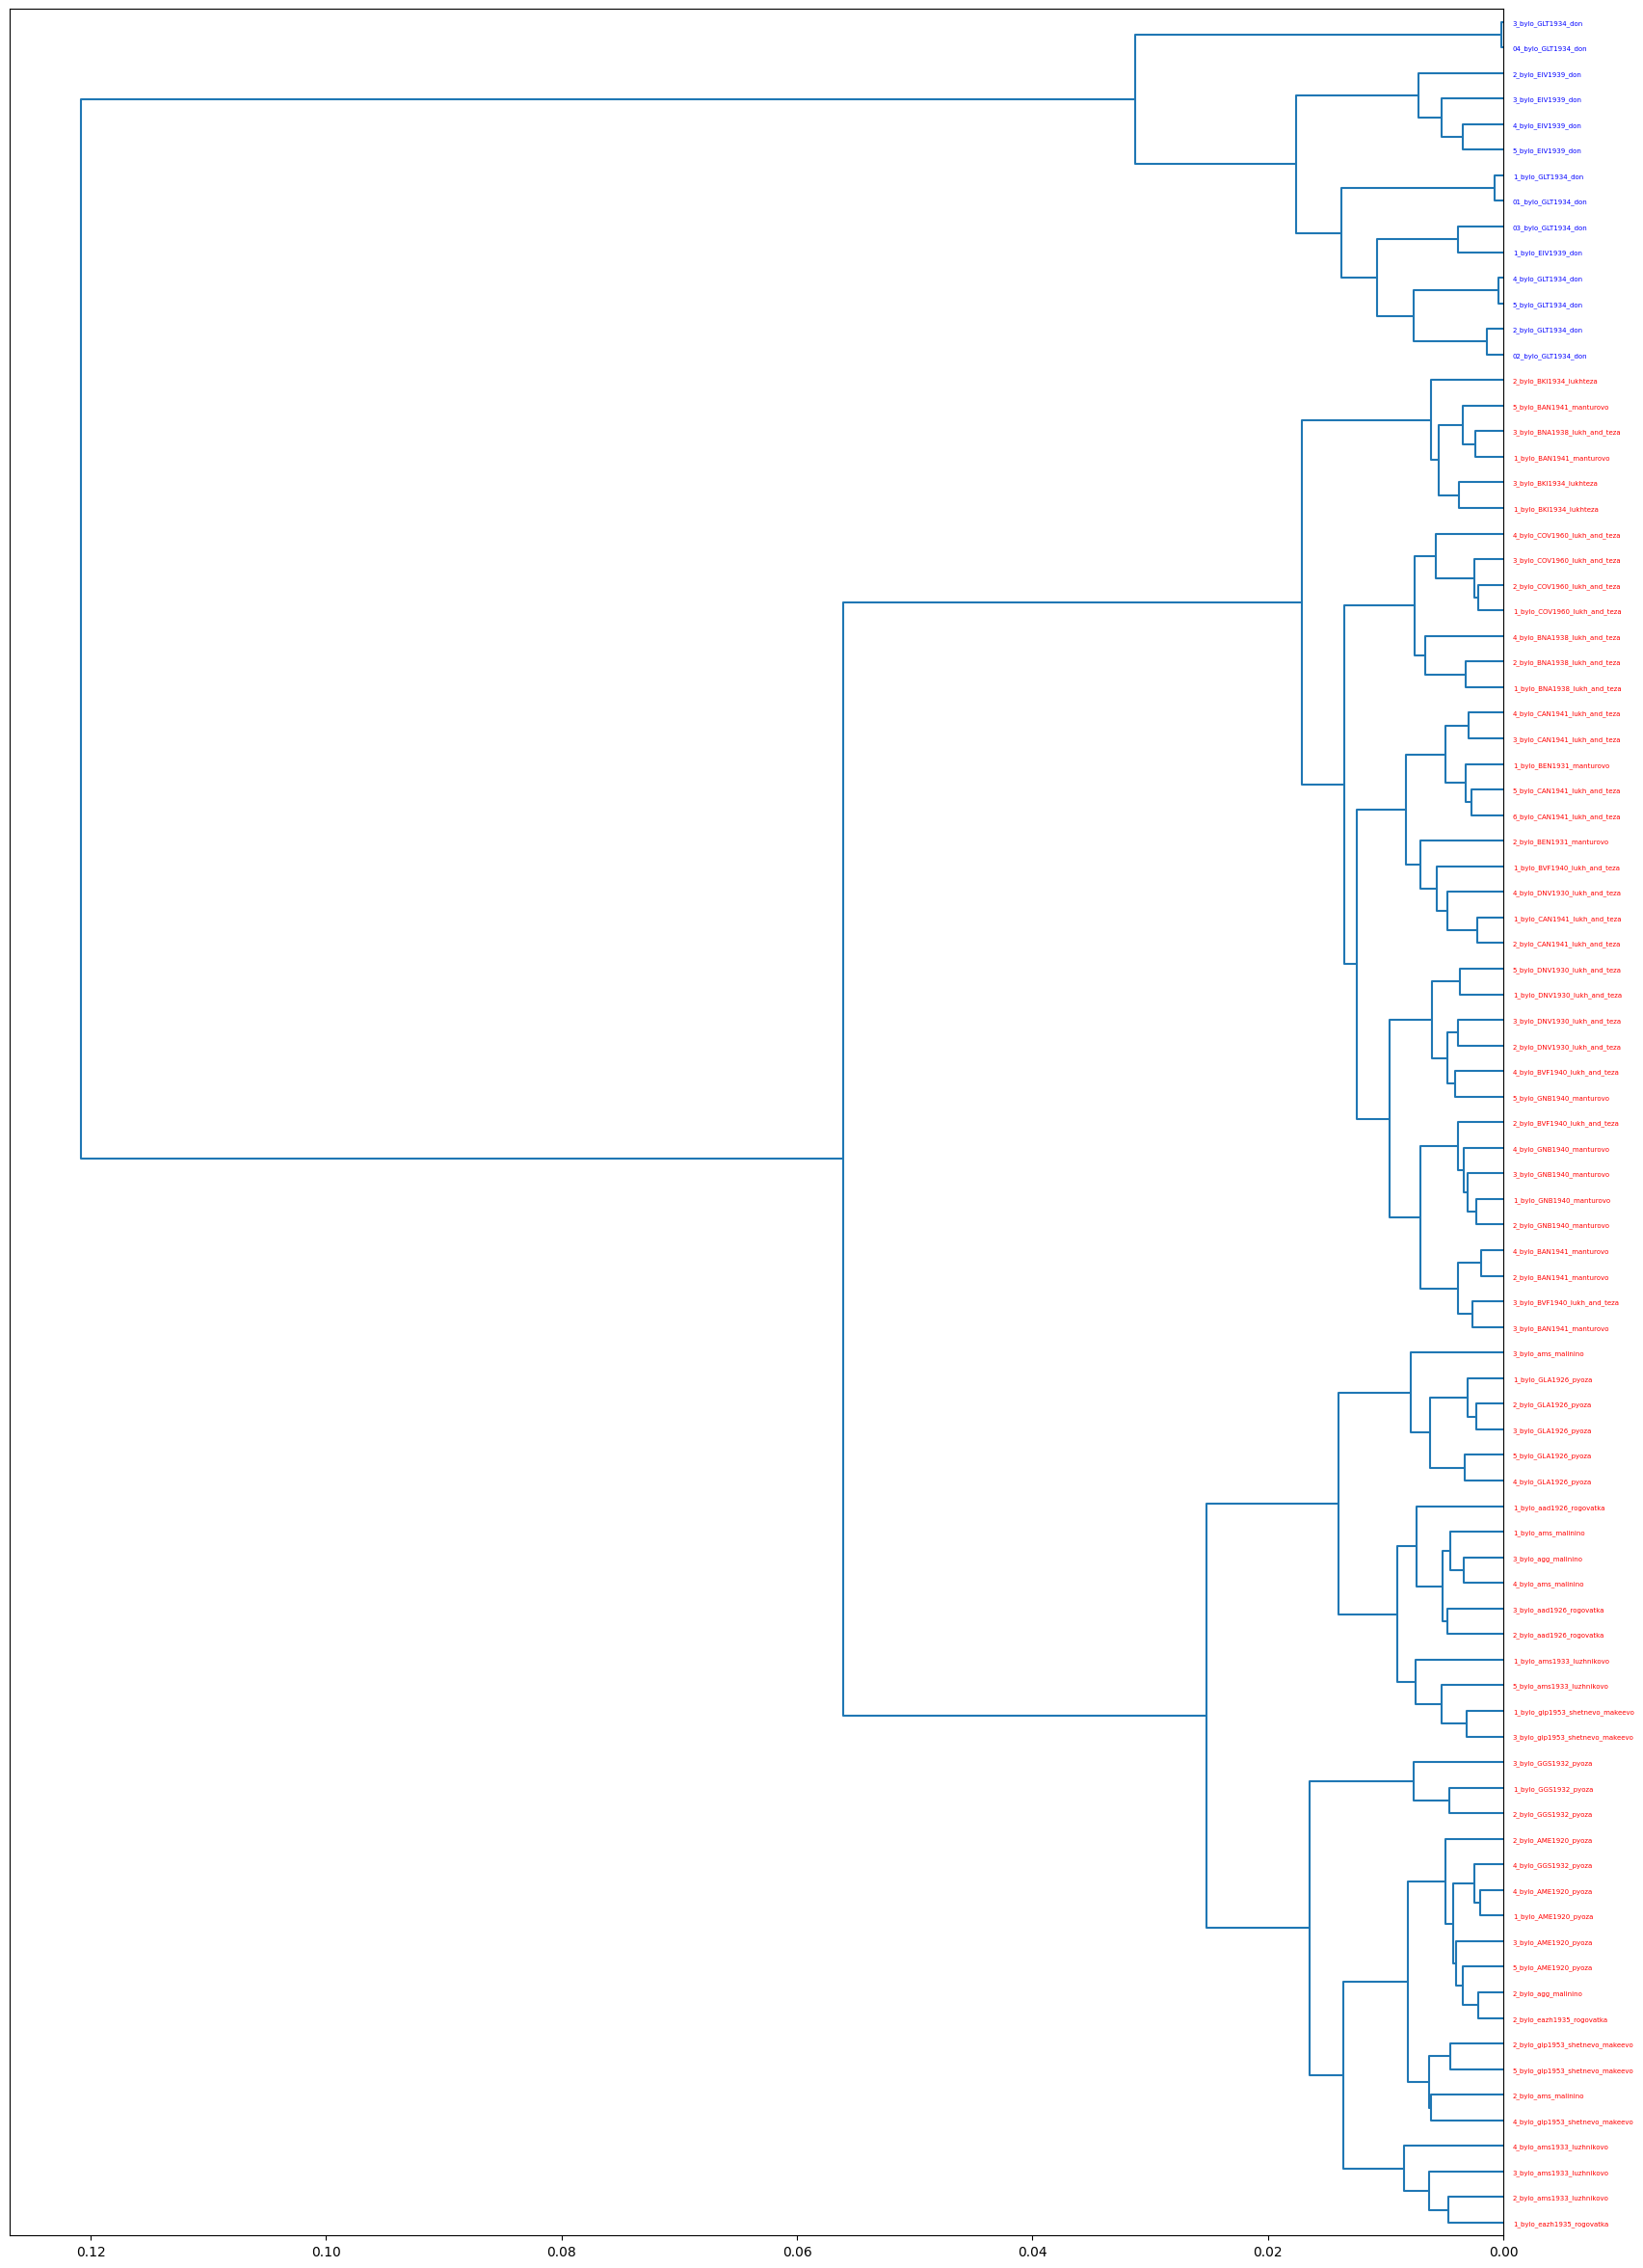 3_bylo_GLT1934_don
04_bylo_GLT1934_don
2_bylo_EIV1939_don
3_bylo_EIV1939_don
4_bylo_EIV1939_don
5_bylo_EIV1939_don
1_bylo_GLT1934_don
01_bylo_GLT1934_don
03_bylo_GLT1934_don
1_bylo_EIV1939_don
4_bylo_GLT1934_don
5_bylo_GLT1934_don
2_bylo_GLT1934_don
02_bylo_GLT1934_don
2_bylo_BKI1934_lukhteza
5_bylo_BAN1941_manturovo
3_bylo_BNA1938_lukh_and_teza
1_bylo_BAN1941_manturovo
3_bylo_BKI1934_lukhteza
1_bylo_BKI1934_lukhteza
4_bylo_COV1960_lukh_and_teza
3_bylo_COV1960_lukh_and_teza
2_bylo_COV1960_lukh_and_teza
1_bylo_COV1960_lukh_and_teza
4_bylo_BNA1938_lukh_and_teza
2_bylo_BNA1938_lukh_and_teza
1_bylo_BNA1938_lukh_and_teza
4_bylo_CAN1941_lukh_and_teza
3_bylo_CAN1941_lukh_and_teza
1_bylo_BEN1931_manturovo
5_bylo_CAN1941_lukh_and_teza
6_bylo_CAN1941_lukh_and_teza
2_bylo_BEN1931_manturovo
1_bylo_BVF1940_lukh_and_teza
4_bylo_DNV1930_lukh_and_teza
1_bylo_CAN1941_lukh_and_teza
2_bylo_CAN1941_lukh_and_teza
5_bylo_DNV1930_lukh_and_teza
1_bylo_DNV1930_lukh_and_teza
3_bylo_DNV1930_lukh_and_teza
2_bylo_DNV1930_lukh_and_teza
4_bylo_BVF1940_lukh_and_teza
5_bylo_GNB1940_manturovo
2_bylo_BVF1940_lukh_and_teza
4_bylo_GNB1940_manturovo
3_bylo_GNB1940_manturovo
1_bylo_GNB1940_manturovo
2_bylo_GNB1940_manturovo
4_bylo_BAN1941_manturovo
2_bylo_BAN1941_manturovo
3_bylo_BVF1940_lukh_and_teza
3_bylo_BAN1941_manturovo
3_bylo_ams_malinino
1_bylo_GLA1926_pyoza
2_bylo_GLA1926_pyoza
3_bylo_GLA1926_pyoza
5_bylo_GLA1926_pyoza
4_bylo_GLA1926_pyoza
1_bylo_aad1926_rogovatka
1_bylo_ams_malinino
3_bylo_agg_malinino
4_bylo_ams_malinino
3_bylo_aad1926_rogovatka
2_bylo_aad1926_rogovatka
1_bylo_ams1933_luzhnikovo
5_bylo_ams1933_luzhnikovo
1_bylo_gip1953_shetnevo_makeevo
3_bylo_gip1953_shetnevo_makeevo
3_bylo_GGS1932_pyoza
1_bylo_GGS1932_pyoza
2_bylo_GGS1932_pyoza
2_bylo_AME1920_pyoza
4_bylo_GGS1932_pyoza
4_bylo_AME1920_pyoza
1_bylo_AME1920_pyoza
3_bylo_AME1920_pyoza
5_bylo_AME1920_pyoza
2_bylo_agg_malinino
2_bylo_eazh1935_rogovatka
2_bylo_gip1953_shetnevo_makeevo
5_bylo_gip1953_shetnevo_makeevo
2_bylo_ams_malinino
4_bylo_gip1953_shetnevo_makeevo
4_bylo_ams1933_luzhnikovo
3_bylo_ams1933_luzhnikovo
2_bylo_ams1933_luzhnikovo
1_bylo_eazh1935_rogovatka
0.12 0.10 0.08 0.06 0.04 0.02 0.00